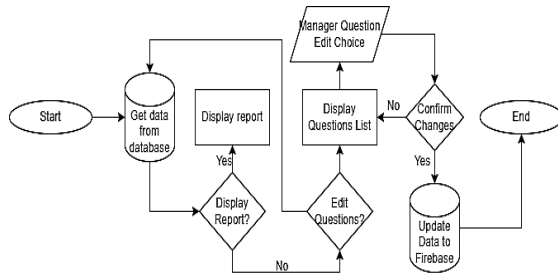 Manager Question
Edit Choice
Start
Get data
from
database
Display report
Display
Questions List
No
Confirm
Changes
End
Yes
Yes
Display
Report?
Edit
Questions?
Update
Data to
Firebase
No